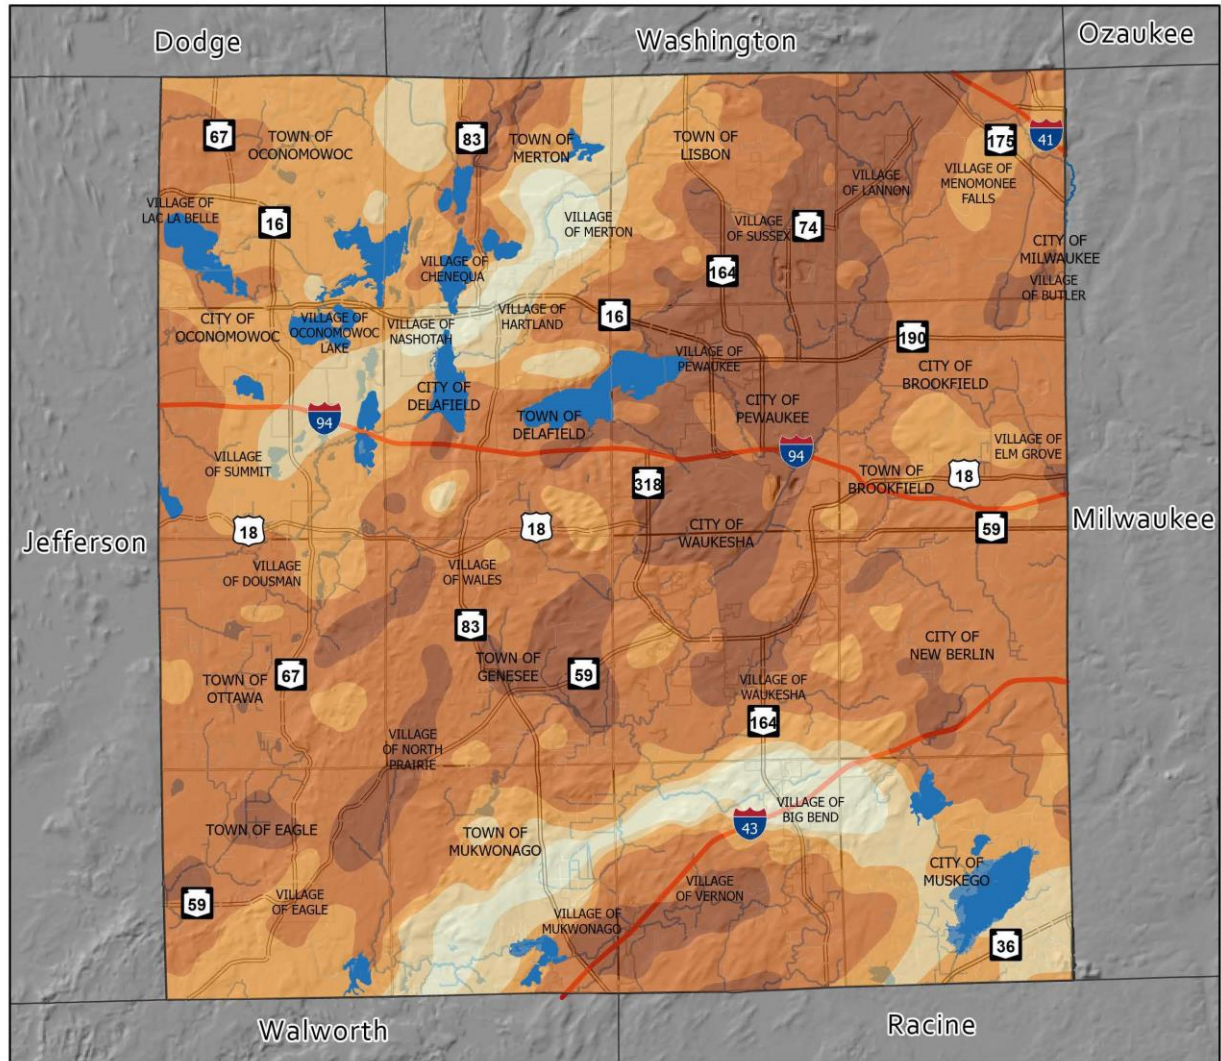 Dodge
Washington
Ozaukee
67
TOWN OF
OCONOMOWOC
83
TOWN OF
MERTON
TOWN OF
LISBON
175
41
VILLAGE
OF LANNON
VILLAGE OF
MENOMONEE
FALLS
VILLAGE OF
LAC LA BELLE
16
VILLAGE
OF MERTON
VILLAGE
OF SUSSEX
74
CITY OF
MILWAUKEE
VILLAGE OF
CHENEQUA
164
VILLAGE
OF BUTLER
CITY OF
OCONOMOWOC
VILLAGE OF
OCONOMOWOC
LAKE
VILLAGE OF
NASHOTAH
VILLAGE OF
HARTLAND
16
190
VILLAGE OF
PEWAUKEE
CITY OF
BROOKFIELD
CITY OF
DELAFIELD
TOWN OF
DELAFIELD
CITY OF
PEWAUKEE
94
94
VILLAGE OF
ELM GROVE
VILLAGE
OF SUMMIT
318
TOWN OF
BROOKFIELD
18
Jefferson
18
18
CITY OF
WAUKESHA
59
Milwaukee
VILLAGE
OF DOUSMAN
VILLAGE
OF WALES
83
CITY OF
NEW BERLIN
TOWN OF
OTTAWA
67
TOWN OF
GENESEE
59
VILLAGE OF
WAUKESHA
164
VILLAGE
OF NORTH
PRAIRIE
VILLAGE OF
BIG BEND
43
TOWN OF EAGLE
TOWN OF
MUKWONAGO
CITY OF
MUSKEGO
59
VILLAGE
OF EAGLE
VILLAGE
OF VERNON
VILLAGE OF
MUKWONAGO
36
Walworth
Racine